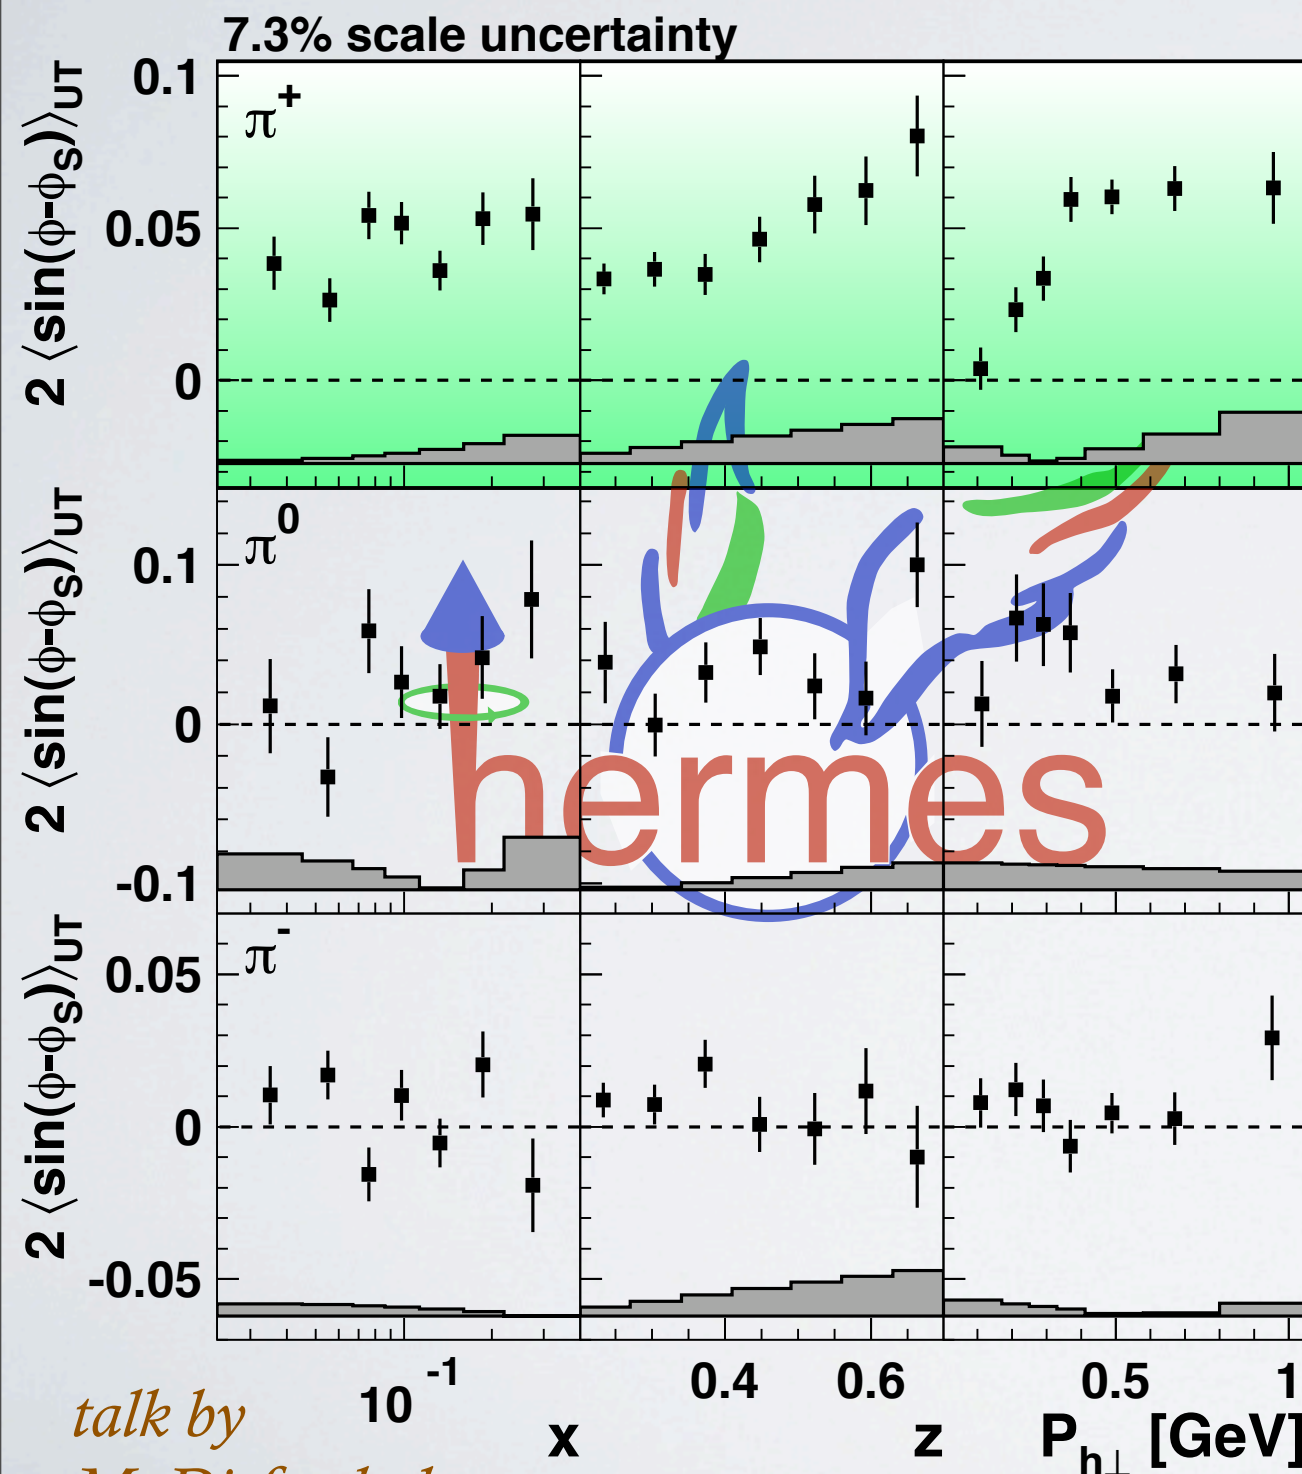 7.3% scale uncertainty
2 ⟨sin(ϕ-ϕS)⟩UT
0.1
0.05
0
π+
2 ⟨sin(ϕ-ϕS)⟩UT
0.1
0
-0.1
π0
hermes
2 ⟨sin(ϕ-ϕS)⟩UT
0.05
0
-0.05
π-
10-1
0.4 0.6
0.5 1
x
z
Ph⊥ [GeV]
talk by